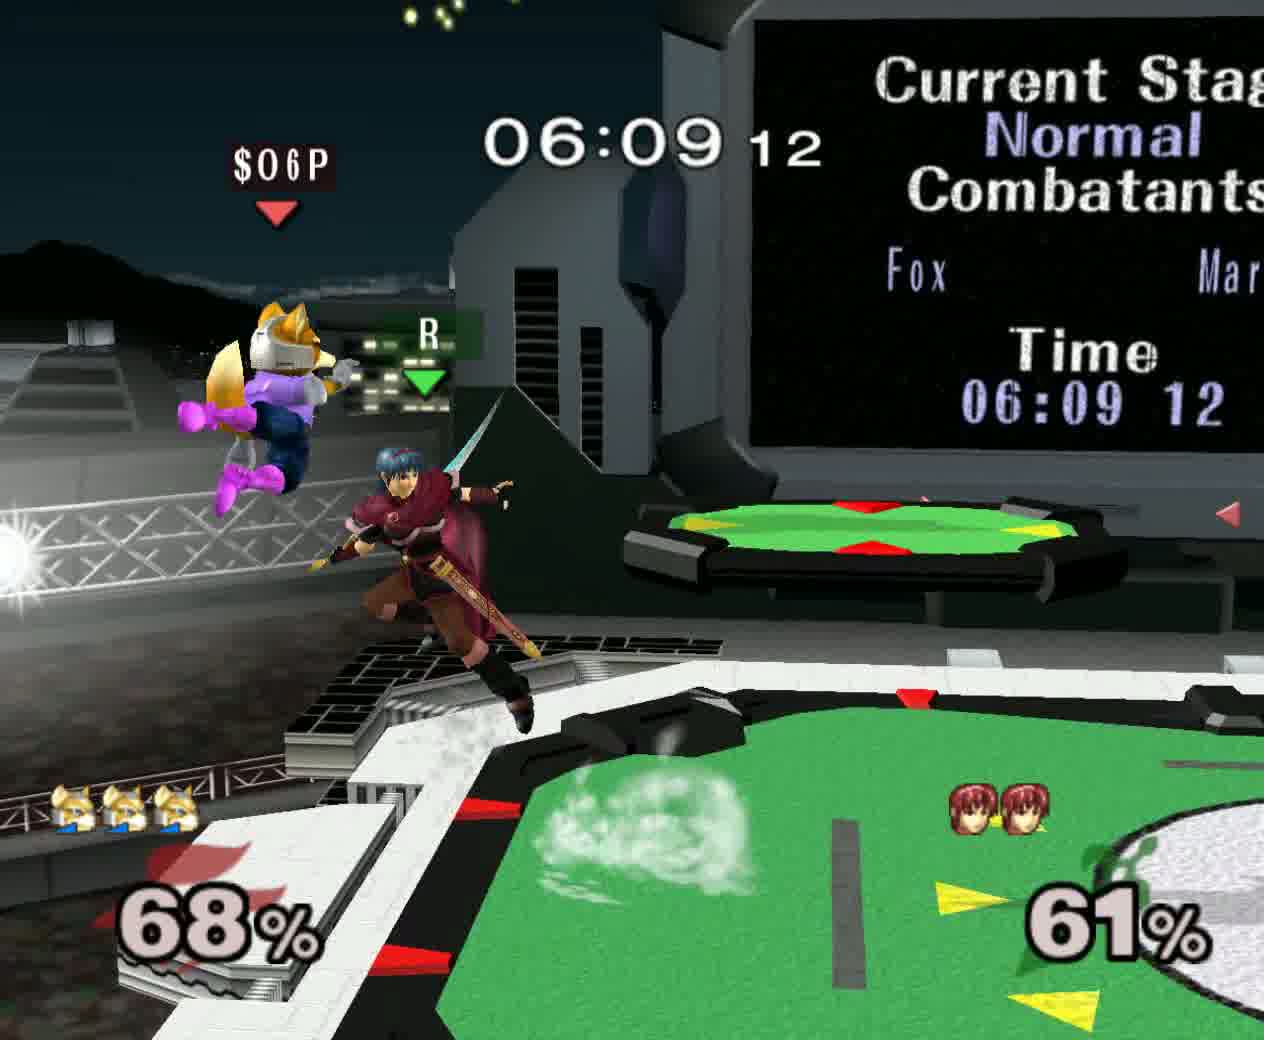 Current Stag
06:09 12
Normal
$06P
Combatants
Fox Mar
R
Time
06:09 12
68%
61%